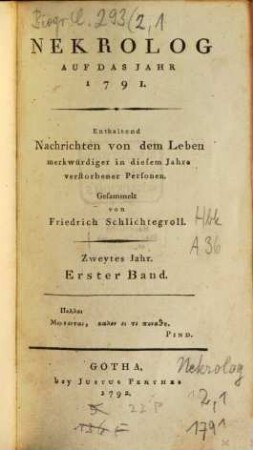 Biogr. C. 293 (2,1
NEKROLOG
AUF DAS JAHR
1791.
Enthaltend
Nachrichten von dem Leben
merkwürdiger in diesem Jahre
verstorbener Personen.
Gesammelt
von
Friedrich Schlichtegroll.
Hbk
A 36
Zweytes Jahr.
Erster Band.
PIND.
GOTHA,
bey JUSTUS PERTHES
1792.
Nekrolog
2,1
1791